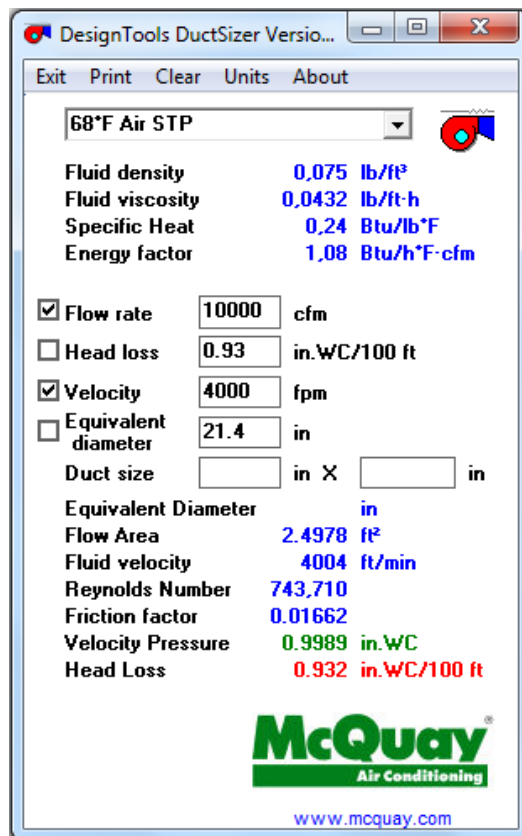 DesignTools DuctSizer Versio...
Exit Print Clear Units About
68*F Air STP
Fluid density 0,075 lb/ft³
Fluid viscosity 0,0432 lb/ft·h
Specific Heat 0,24 Btu/lb*F
Energy factor 1,08 Btu/h*F·cfm
Flow rate 10000 cfm
Head loss 0.93 in.WC/100 ft
Velocity 4000 fpm
Equivalent diameter 21.4 in
Duct size in X in
Equivalent Diameter in
Flow Area 2.4978 ft²
Fluid velocity 4004 ft/min
Reynolds Number 743,710
Friction factor 0.01662
Velocity Pressure 0.9989 in.WC
Head Loss 0.932 in.WC/100 ft
McQuay®
Air Conditioning
www.mcquay.com